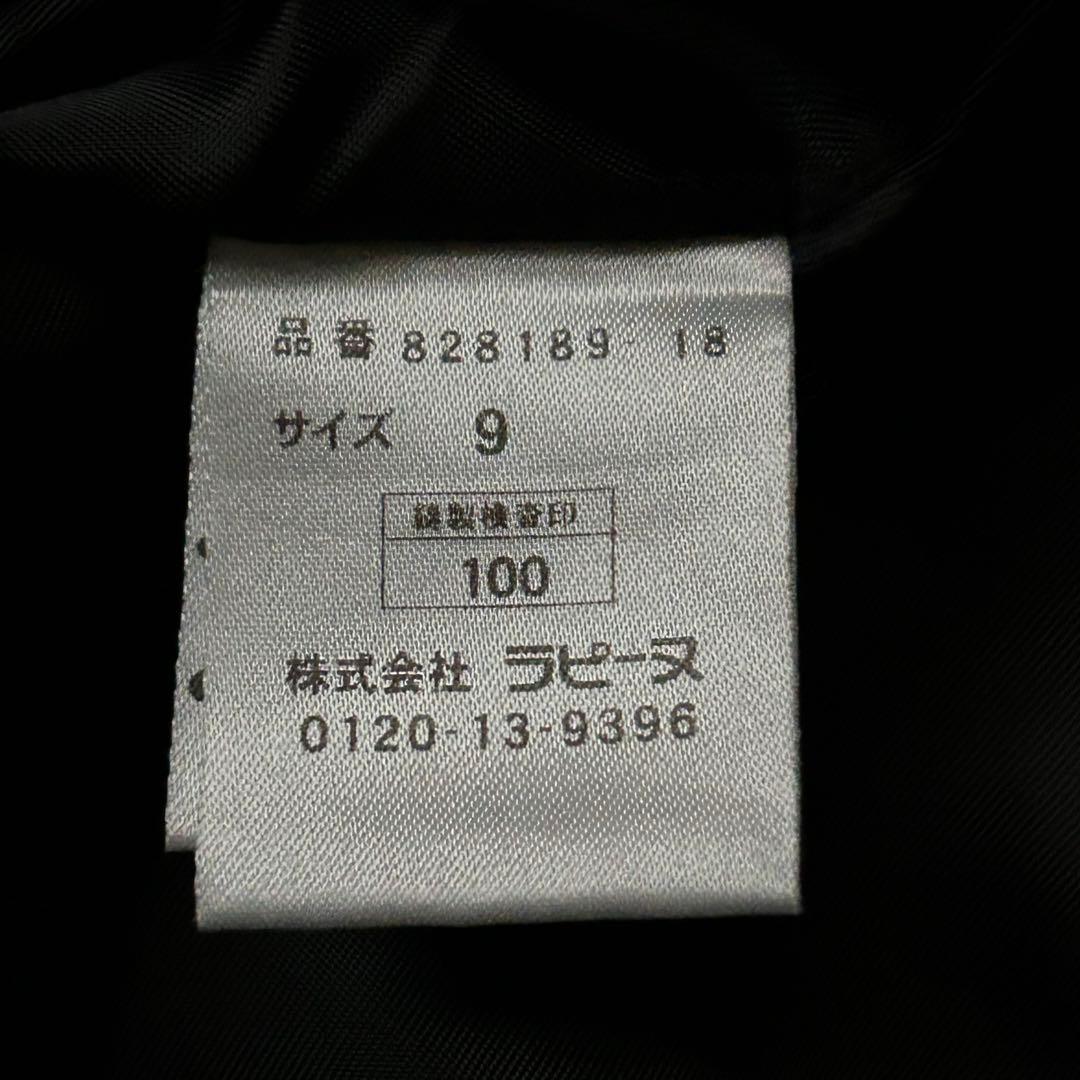 品番 828189 18
サイズ 9
縫製検査印
100
株式会社 ラピーヌ
0120-13-9396